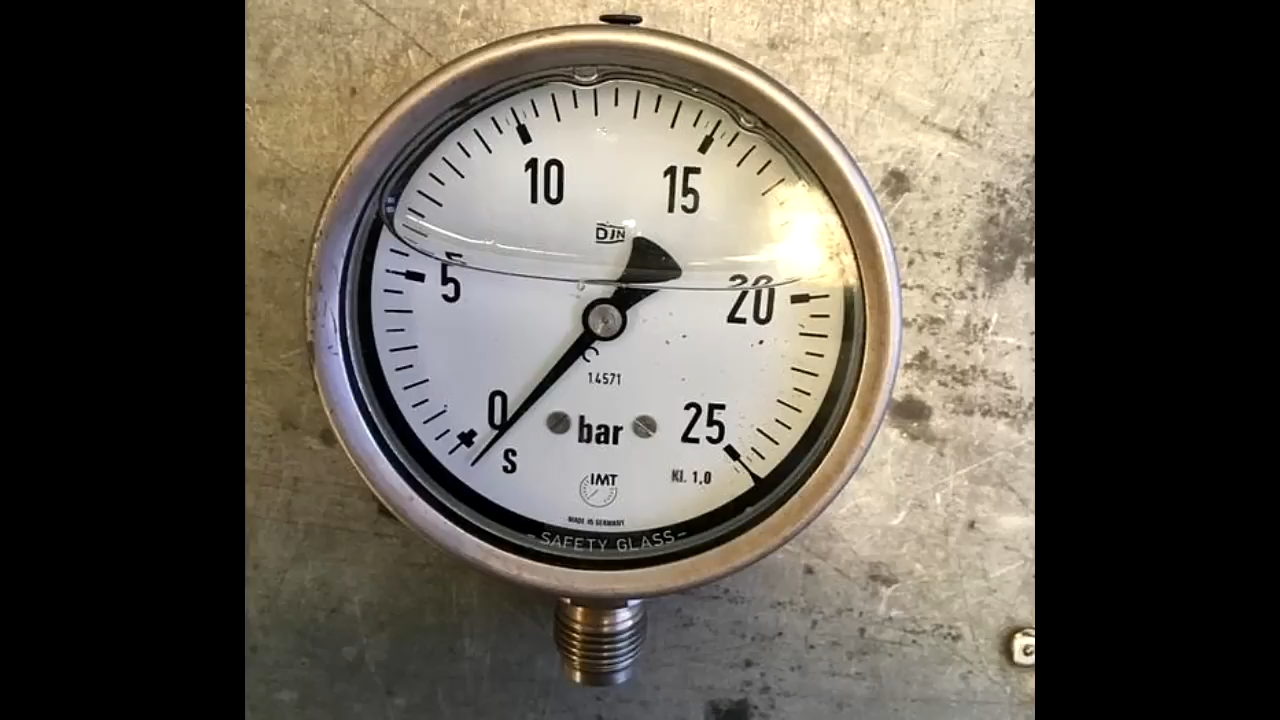 10
15
DIN
5
20
C
1.4571
0
bar
25
S
Kl. 1,0
IMT
MADE IN GERMANY
-SAFETY GLASS-